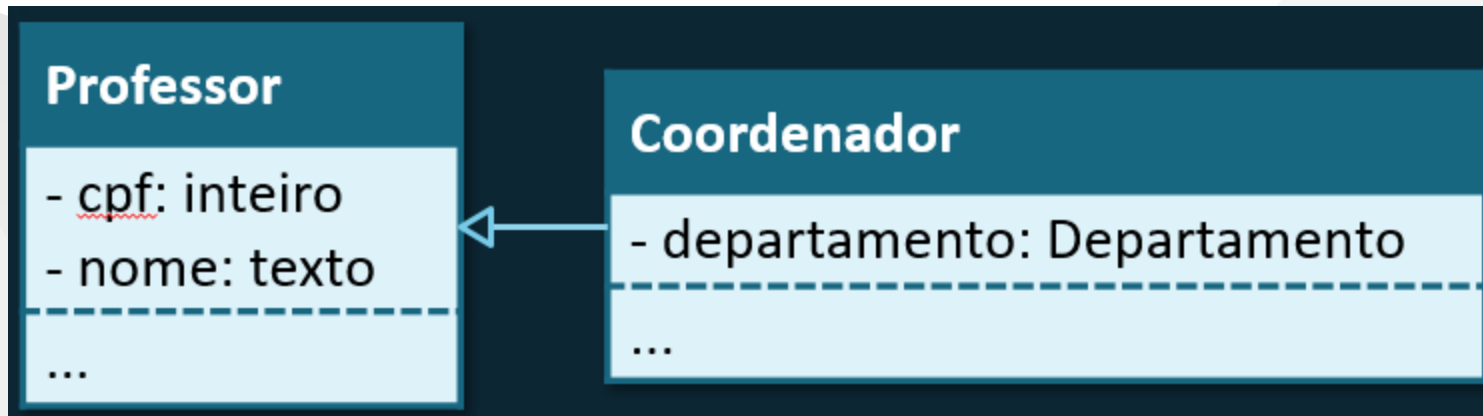 Professor
- cpf: inteiro
- nome: texto
...
Coordenador
- departamento: Departamento
...